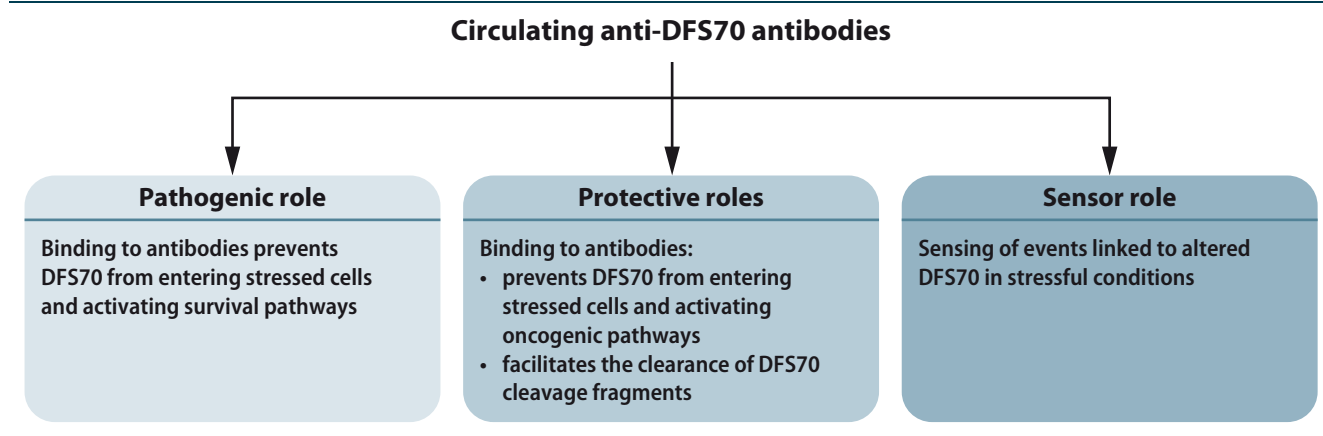 Circulating anti-DFS70 antibodies
Pathogenic role
Binding to antibodies prevents
DFS70 from entering stressed cells
and activating survival pathways
Protective roles
Binding to antibodies:
• prevents DFS70 from entering
stressed cells and activating
oncogenic pathways
• facilitates the clearance of DFS70
cleavage fragments
Sensor role
Sensing of events linked to altered
DFS70 in stressful conditions